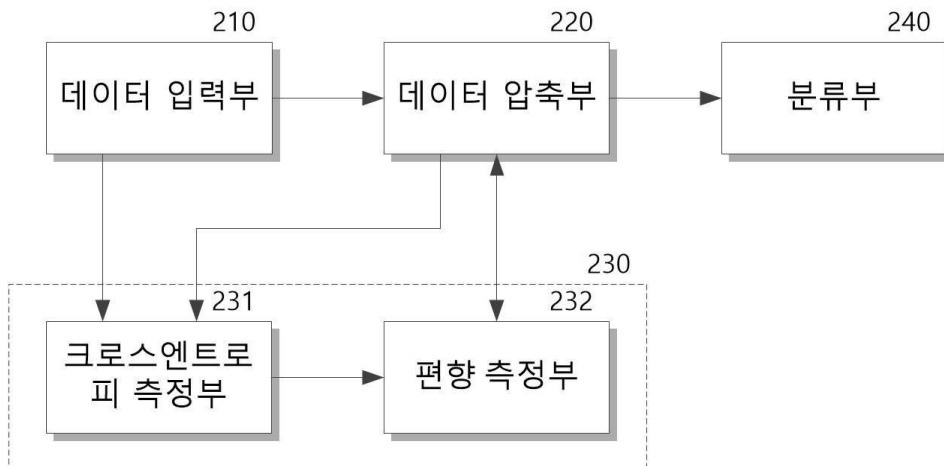 210
220
240
데이터 입력부
데이터 압축부
분류부
230
231
232
크로스엔트로
피 측정부
편향 측정부